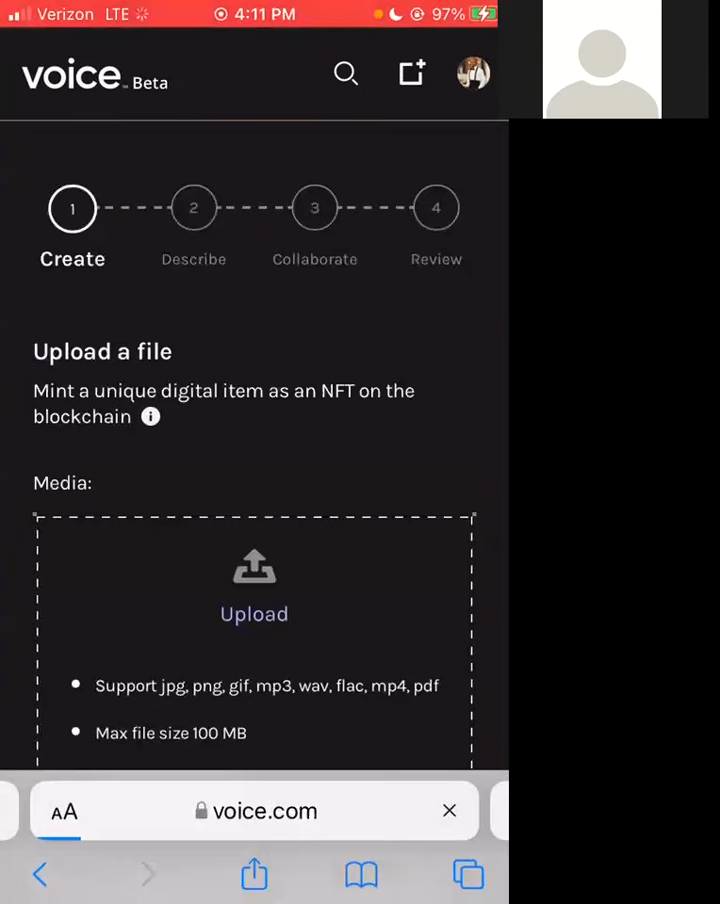 Verizon LTE 4:11 PM 97%
voice Beta
1 2 3 4
Create Describe Collaborate Review
Upload a file
Mint a unique digital item as an NFT on the
blockchain i
Media:
Upload
• Support jpg, png, gif, mp3, wav, flac, mp4, pdf
• Max file size 100 MB
AA voice.com